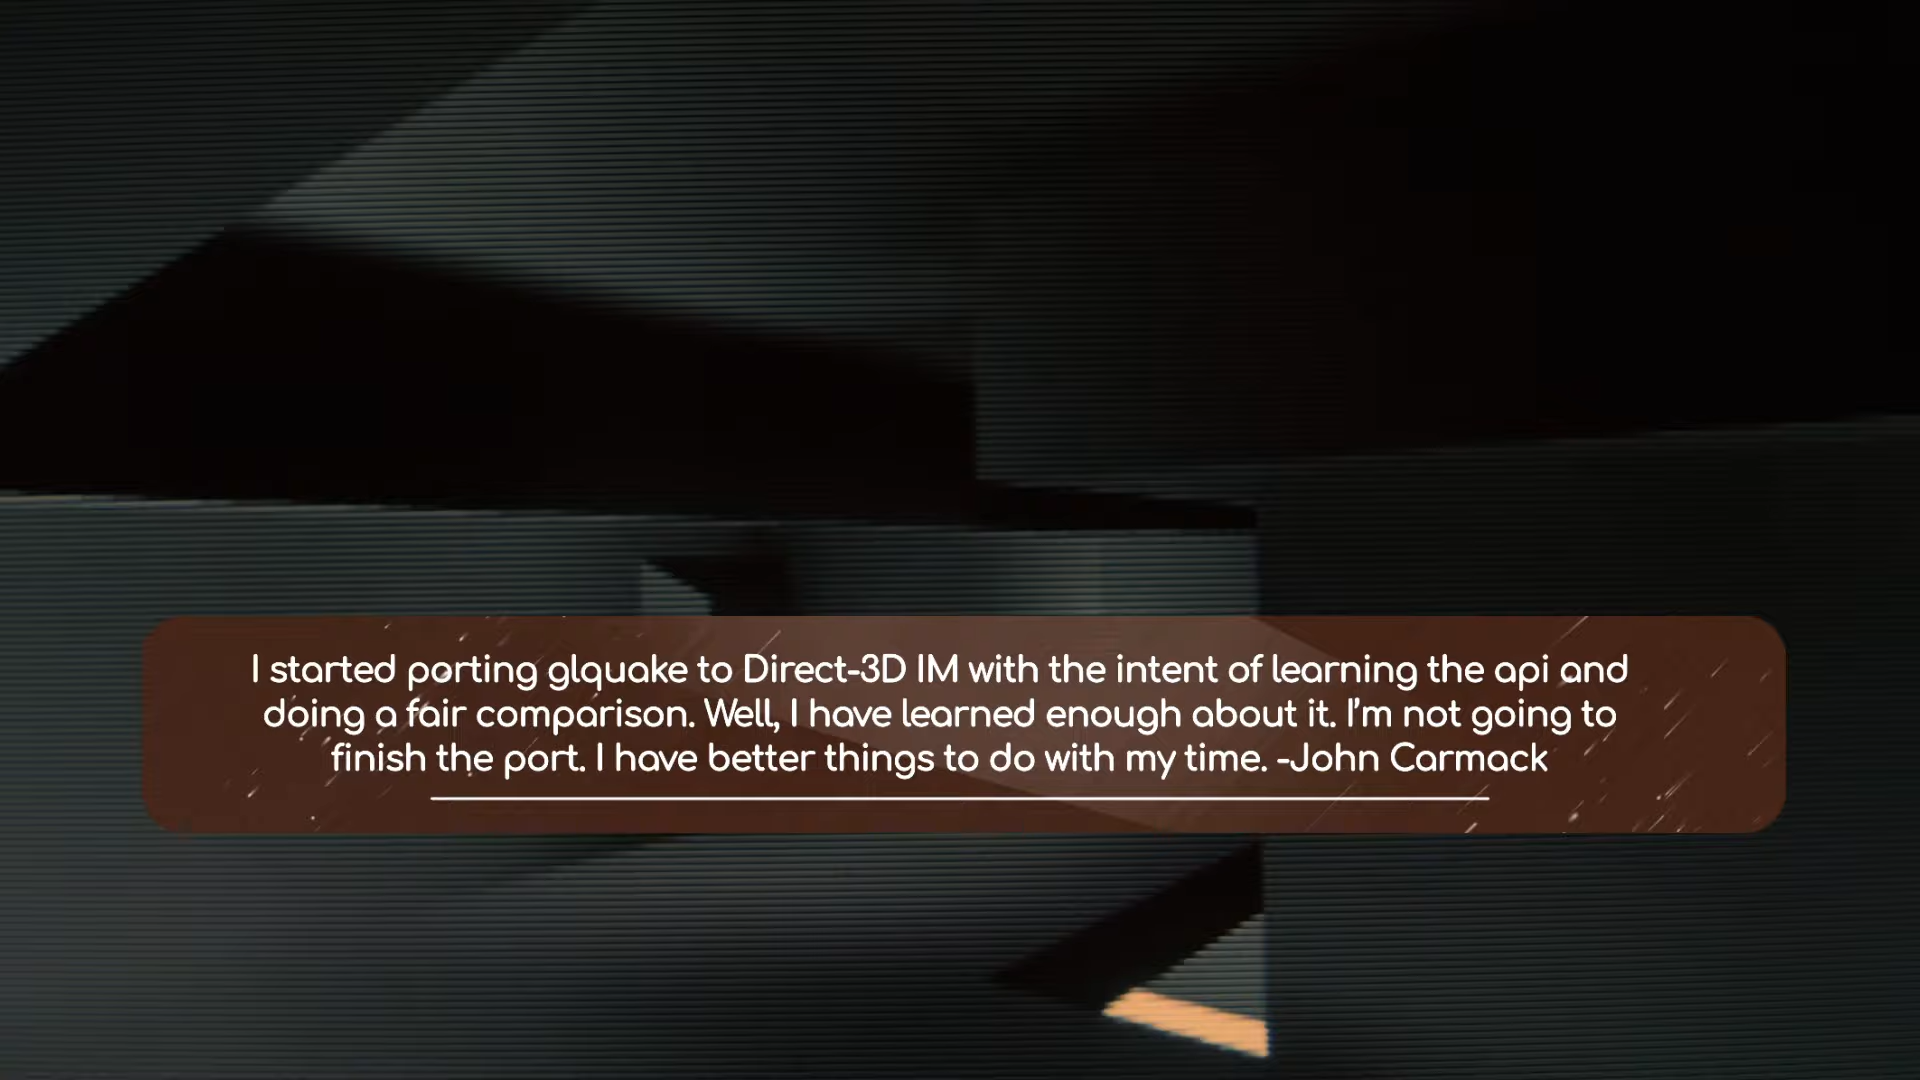 I started porting glquake to Direct-3D IM with the intent of learning the api and
doing a fair comparison. Well, I have learned enough about it. I'm not going to
finish the port. I have better things to do with my time. -John Carmack